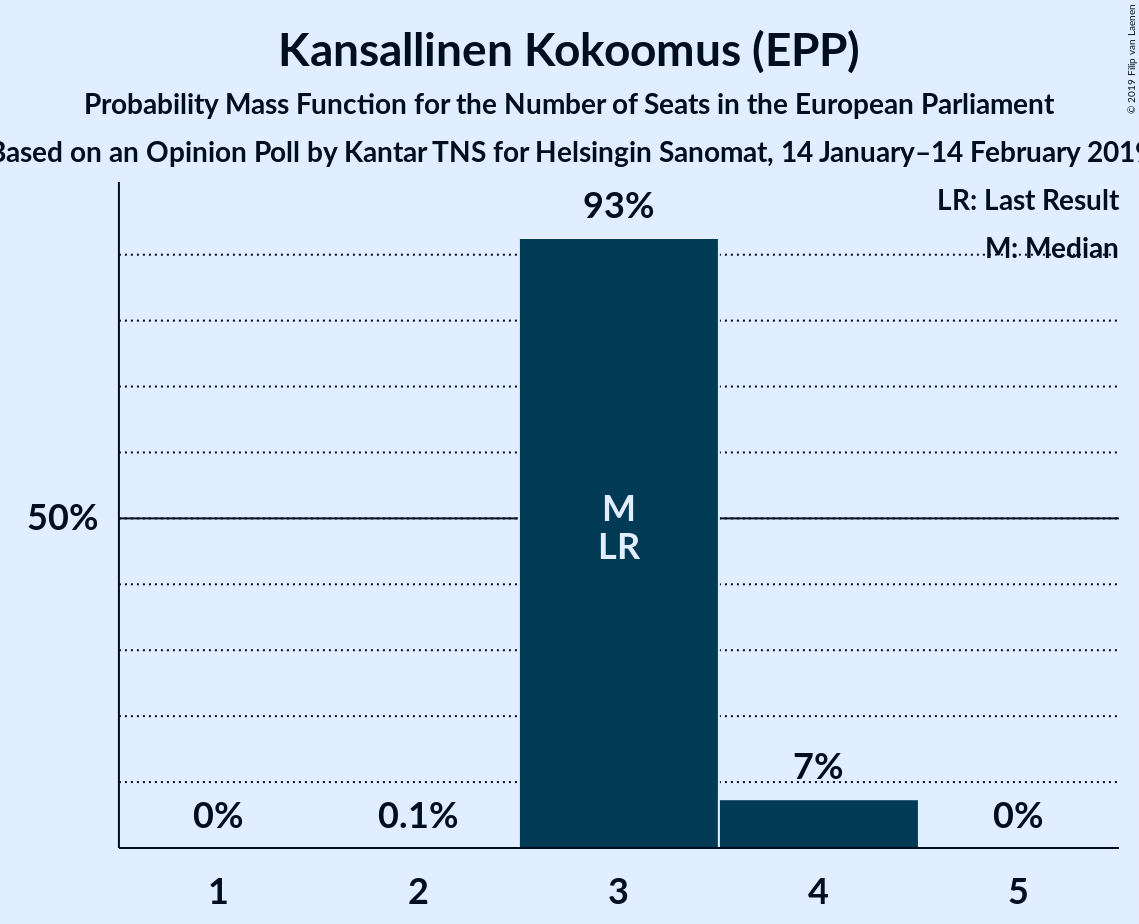 Kansallinen Kokoomus (EPP)
Probability Mass Function for the Number of Seats in the European Parliament
Based on an Opinion Poll by Kantar TNS for Helsingin Sanomat, 14 January–14 February 2019
© 2019 Filip van Laenen
LR: Last Result
M: Median
93%
50%
M
LR
7%
0%
0.1%
0%
1
2
3
4
5